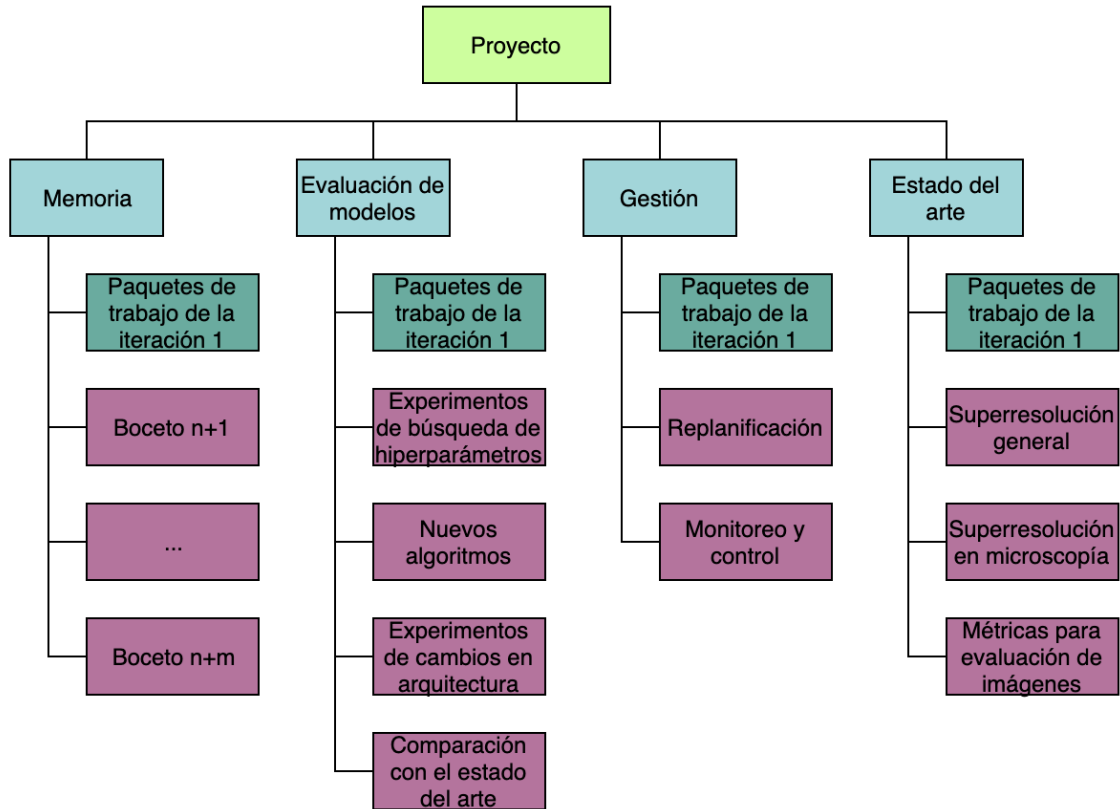 Proyecto
Memoria
Evaluación de
modelos
Gestión
Estado del
arte
Paquetes de
trabajo de la
iteración 1
Paquetes de
trabajo de la
iteración 1
Paquetes de
trabajo de la
iteración 1
Paquetes de
trabajo de la
iteración 1
Boceto n+1
Experimentos
de búsqueda de
hiperparámetros
Replanificación
Superresolución
general
...
Nuevos
algoritmos
Monitoreo y
control
Superresolución
en microscopía
Boceto n+m
Experimentos
de cambios en
arquitectura
Métricas para
evaluación de
imágenes
Comparación
con el estado
del arte